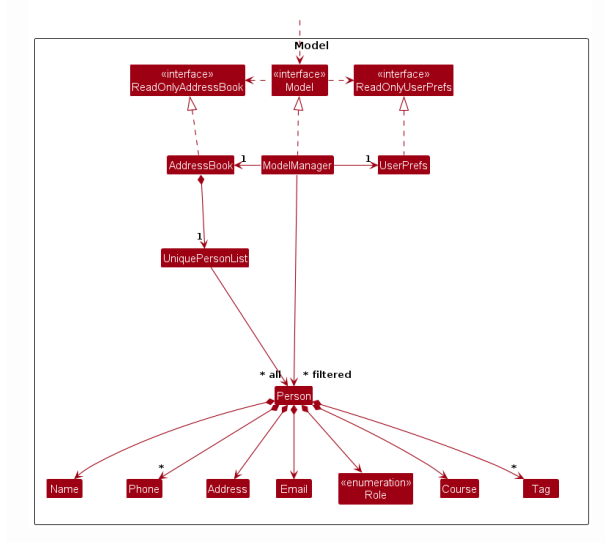 Model
«interface»
ReadOnlyAddressBook
«interface»
Model
«interface»
ReadOnlyUserPrefs
AddressBook
1
ModelManager
1
UserPrefs
1
UniquePersonList
* all
* filtered
Person
*
*
Name
Phone
Address
Email
«enumeration»
Role
Course
Tag